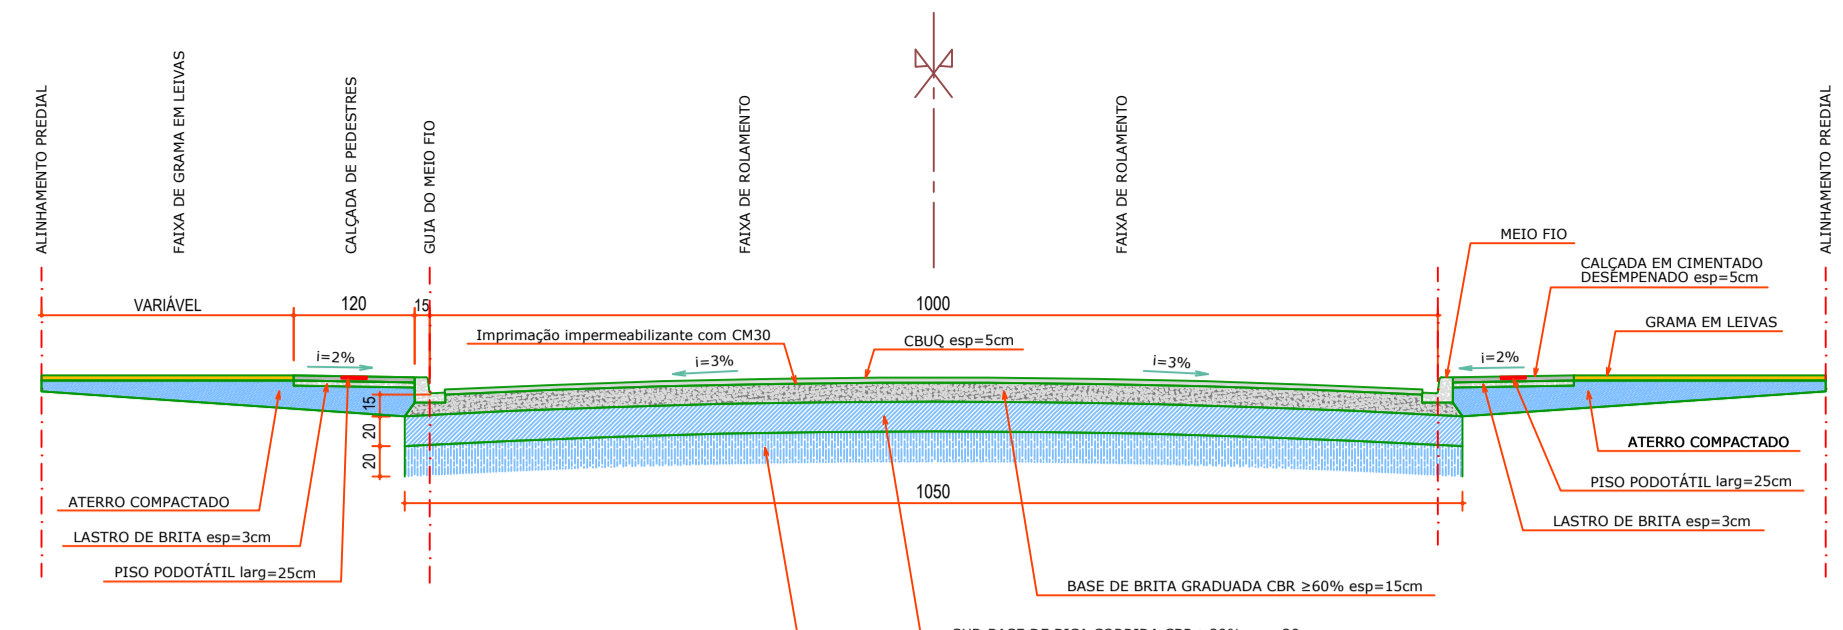 ALINHAMENTO PREDIAL
FAIXA DE GRAMA EM LEIVAS
CALÇADA DE PEDESTRES
GUIA DO MEIO FIO
FAIXA DE ROLAMENTO
FAIXA DE ROLAMENTO
ALINHAMENTO PREDIAL
MEIO FIO
CALÇADA EM CIMENTADO
DESEMPENADO esp=5cm
VARIÁVEL
120
15
1000
GRAMA EM LEIVAS
Imprimação impermeabilizante com CM30
CBUQ esp=5cm
i=2%
i=3%
i=3%
i=2%
15
20
20
ATERRO COMPACTADO
ATERRO COMPACTADO
PISO PODOTÁTIL larg=25cm
1050
LASTRO DE BRITA esp=3cm
LASTRO DE BRITA esp=3cm
PISO PODOTÁTIL larg=25cm
BASE DE BRITA GRADUADA CBR ≥60% esp=15cm